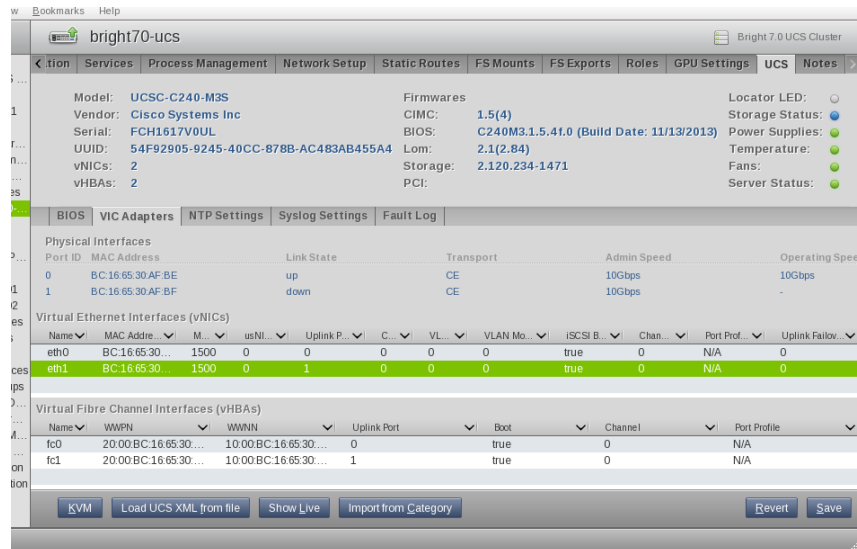 w Bookmarks Help
bright70-ucs Bright 7.0 UCS Cluster
tion Services Process Management Network Setup Static Routes FS Mounts FS Exports Roles GPU Settings UCS Notes
Model: UCSC-C240-M3S Firmwares Locator LED:
Vendor: Cisco Systems Inc CIMC: 1.5(4) Storage Status:
Serial: FCH1617V0UL BIOS: C240M3.1.5.4f.0 (Build Date: 11/13/2013) Power Supplies:
UUID: 54F92905-9245-40CC-878B-AC483AB455A4 Lom: 2.1(2.84) Temperature:
vNICs: 2 Storage: 2.120.234-1471 Fans:
vHBAs: 2 PCI: Server Status:
BIOS VIC Adapters NTP Settings Syslog Settings Fault Log
Physical Interfaces
Port ID MAC Address Link State Transport Admin Speed Operating Spee
0 BC:16:65:30:AF:BE up CE 10Gbps 10Gbps
1 BC:16:65:30:AF:BF down CE 10Gbps -
Virtual Ethernet Interfaces (vNICs)
Name MAC Addre... M... usNI... Uplink P... C... VL... VLAN Mo... iSCSI B... Chan... Port Prof... Uplink Failov...
eth0 BC:16:65:30... 1500 0 0 0 0 0 true 0 N/A 0
eth1 BC:16:65:30... 1500 0 1 0 0 0 true 0 N/A 0
Virtual Fibre Channel Interfaces (vHBAs)
Name WWPN WWNN Uplink Port Boot Channel Port Profile
fc0 20:00:BC:16:65:30:... 10:00:BC:16:65:30:... 0 true 0 N/A
fc1 20:00:BC:16:65:30:... 10:00:BC:16:65:30:... 1 true 0 N/A
KVM Load UCS XML from file Show Live Import from Category Revert Save